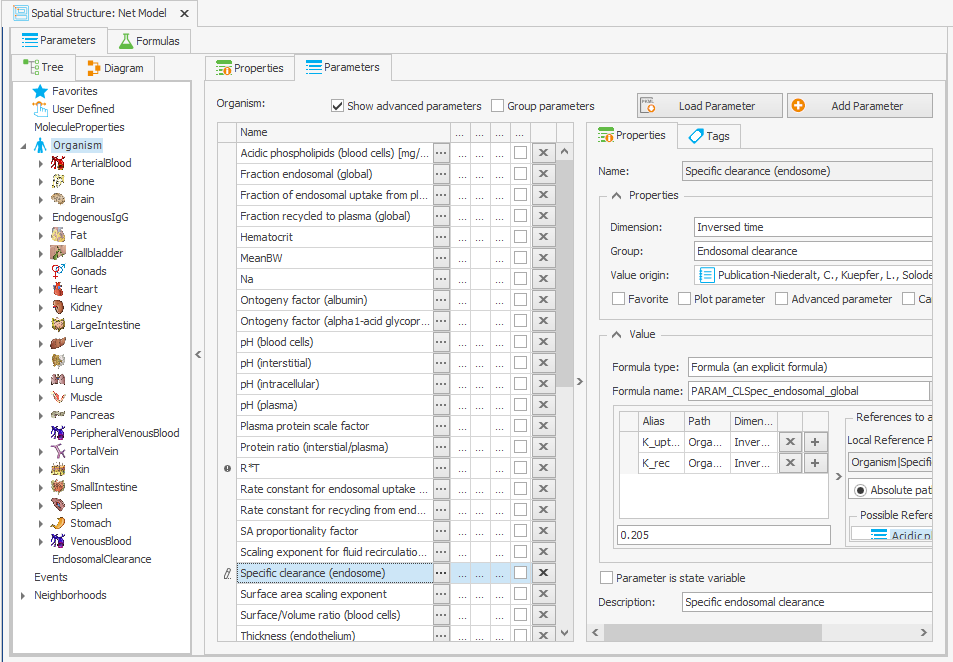 Spatial Structure: Net Model
Parameters
Formulas
Tree
Diagram
Favorites
User Defined
MoleculeProperties
Organism
ArterialBlood
Bone
Brain
EndogenousIgG
Fat
Gallbladder
Gonads
Heart
Kidney
LargeIntestine
Liver
Lumen
Lung
Muscle
Pancreas
PeripheralVenousBlood
PortalVein
Skin
SmallIntestine
Spleen
Stomach
VenousBlood
EndosomalClearance
Events
Neighborhoods
Properties
Parameters
Organism:
Show advanced parameters
Group parameters
Load Parameter
Add Parameter
Name ... ... ... ...
Acidic phospholipids (blood cells) [mg/... ... ... ... ...
Fraction endosomal (global) ... ... ... ...
Fraction of endosomal uptake from pl... ... ... ... ...
Fraction recycled to plasma (global) ... ... ... ...
Hematocrit ... ... ... ...
MeanBW ... ... ... ...
Na ... ... ... ...
Ontogeny factor (albumin) ... ... ... ...
Ontogeny factor (alpha1-acid glycopr... ... ... ... ...
pH (blood cells) ... ... ... ...
pH (interstitial) ... ... ... ...
pH (intracellular) ... ... ... ...
pH (plasma) ... ... ... ...
Plasma protein scale factor ... ... ... ...
Protein ratio (interstial/plasma) ... ... ... ...
R*T ... ... ... ...
Rate constant for endosomal uptake ... ... ... ... ...
Rate constant for recycling from end... ... ... ... ...
SA proportionality factor ... ... ... ...
Scaling exponent for fluid recirculatio... ... ... ... ...
Specific clearance (endosome) ... ... ... ...
Surface area scaling exponent ... ... ... ...
Surface/Volume ratio (blood cells) ... ... ... ...
Thickness (endothelium) ... ... ... ...
Properties
Tags
Name: Specific clearance (endosome)
Properties
Dimension: Inversed time
Group: Endosomal clearance
Value origin: Publication-Niederalt, C., Kuepfer, L., Solode
Favorite Plot parameter Advanced parameter Ca
Value
Formula type: Formula (an explicit formula)
Formula name: PARAM_CLSpec_endosomal_global
Alias Path Dimen...
K_upt... Orga... Inver...
K_rec Orga... Inver...
0.205
References to a
Local Reference P
Organism|Specifi
Absolute pat
Possible Refere
Acidic p
Parameter is state variable
Description: Specific endosomal clearance